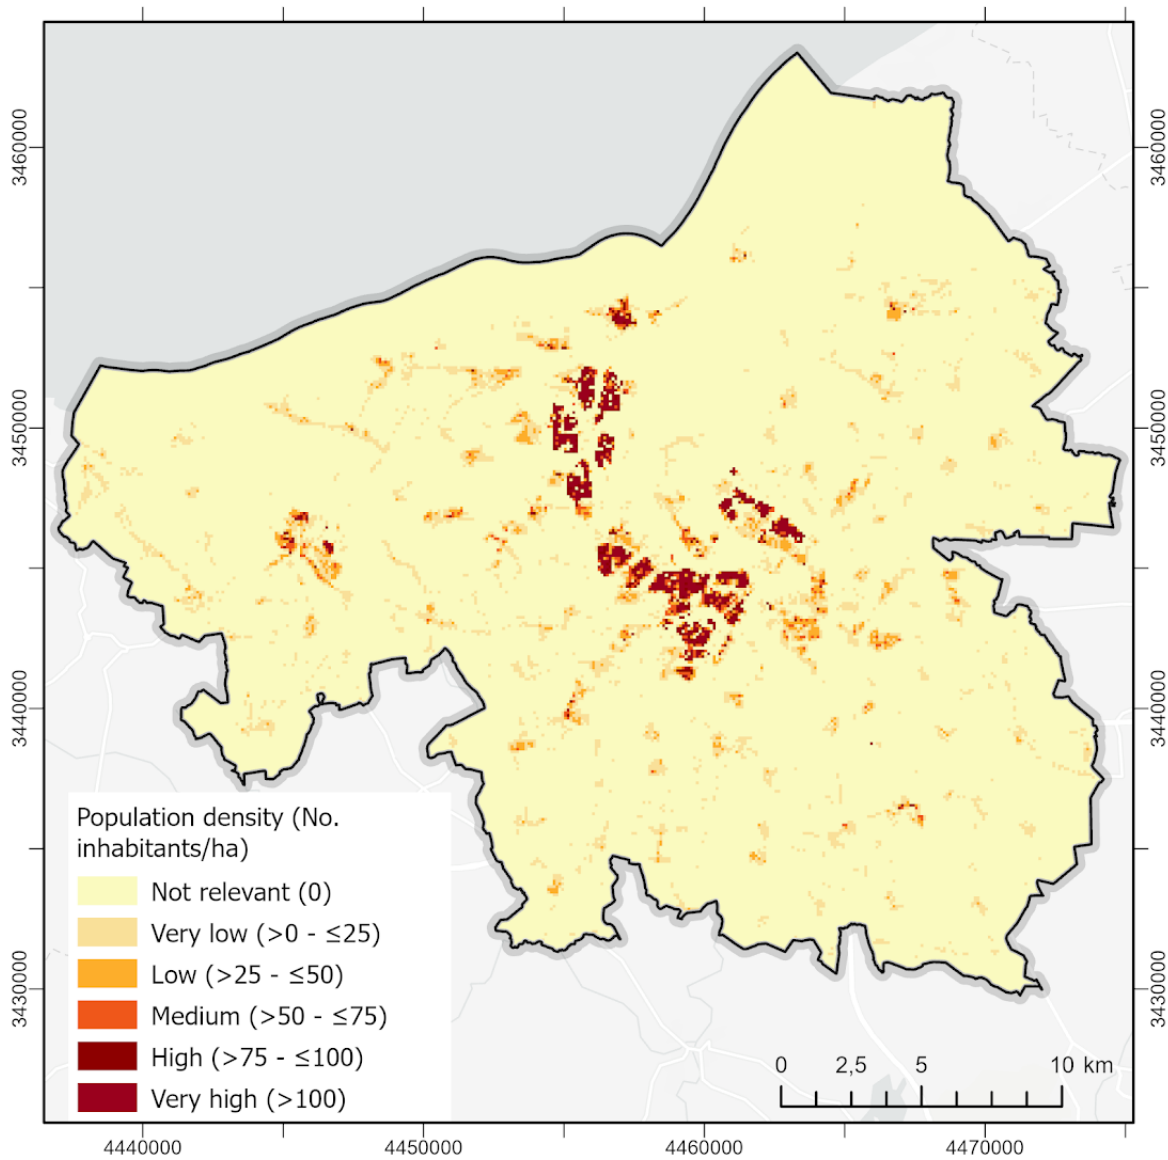 3460000
3460000
3450000
3450000
3440000
3440000
Population density (No.
inhabitants/ha)
Not relevant (0)
Very low (>0 - ≤25)
Low (>25 - ≤50)
Medium (>50 - ≤75)
High (>75 - ≤100)
Very high (>100)
3430000
3430000
0 2,5 5 10 km
4440000 4450000 4460000 4470000